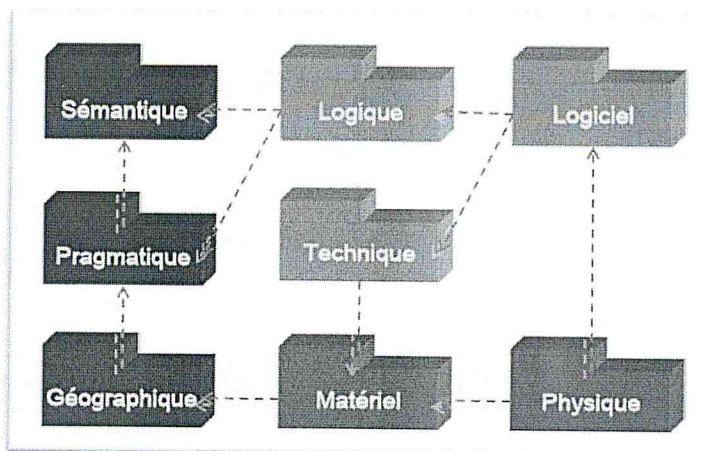 Sémantique
Logique
Logiciel
Pragmatique
Technique
Géographique
Matériel
Physique